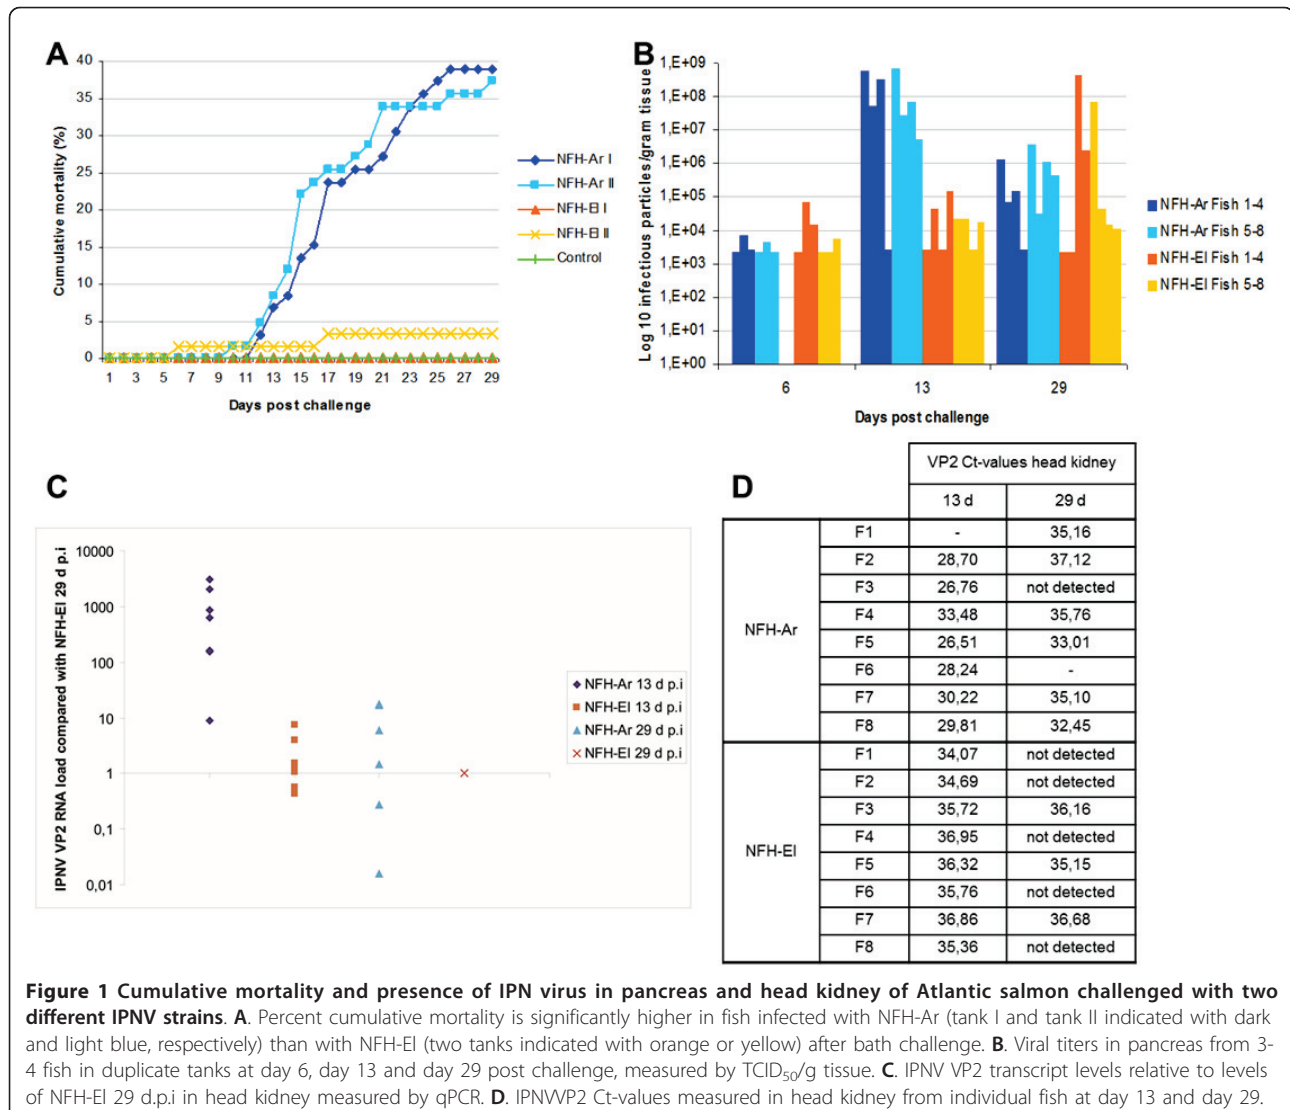 A
Cumulative mortality (%)
40
35
30
25
20
15
10
5
0
1 3 5 7 9 11 13 15 17 19 21 23 25 27 29
Days post challenge
NFH-Ar I
NFH-Ar II
NFH-El I
NFH-El II
Control
B
Log 10 infectious particles/gram tissue
1,E+09
1,E+08
1,E+07
1,E+06
1,E+05
1,E+04
1,E+03
1,E+02
1,E+01
1,E+00
6 13 29
Days post challenge
NFH-Ar Fish 1-4
NFH-Ar Fish 5-8
NFH-El Fish 1-4
NFH-El Fish 5-8
C
IPNV VP2 RNA load compared with NFH-El 29 d p.i
10000
1000
100
10
1
0,1
0,01
NFH-Ar 13 d p.i
NFH-El 13 d p.i
NFH-Ar 29 d p.i
NFH-El 29 d p.i
D
VP2 Ct-values head kidney
13 d 29 d
NFH-Ar
F1 - 35,16
F2 28,70 37,12
F3 26,76 not detected
F4 33,48 35,76
F5 26,51 33,01
F6 28,24 -
F7 30,22 35,10
F8 29,81 32,45
NFH-El
F1 34,07 not detected
F2 34,69 not detected
F3 35,72 36,16
F4 36,95 not detected
F5 36,32 35,15
F6 35,76 not detected
F7 36,86 36,68
F8 35,36 not detected
Figure 1 Cumulative mortality and presence of IPN virus in pancreas and head kidney of Atlantic salmon challenged with two
different IPNV strains. A. Percent cumulative mortality is significantly higher in fish infected with NFH-Ar (tank I and tank II indicated with dark
and light blue, respectively) than with NFH-El (two tanks indicated with orange or yellow) after bath challenge. B. Viral titers in pancreas from 3-
4 fish in duplicate tanks at day 6, day 13 and day 29 post challenge, measured by TCID50/g tissue. C. IPNV VP2 transcript levels relative to levels
of NFH-El 29 d.p.i in head kidney measured by qPCR. D. IPNVVP2 Ct-values measured in head kidney from individual fish at day 13 and day 29.